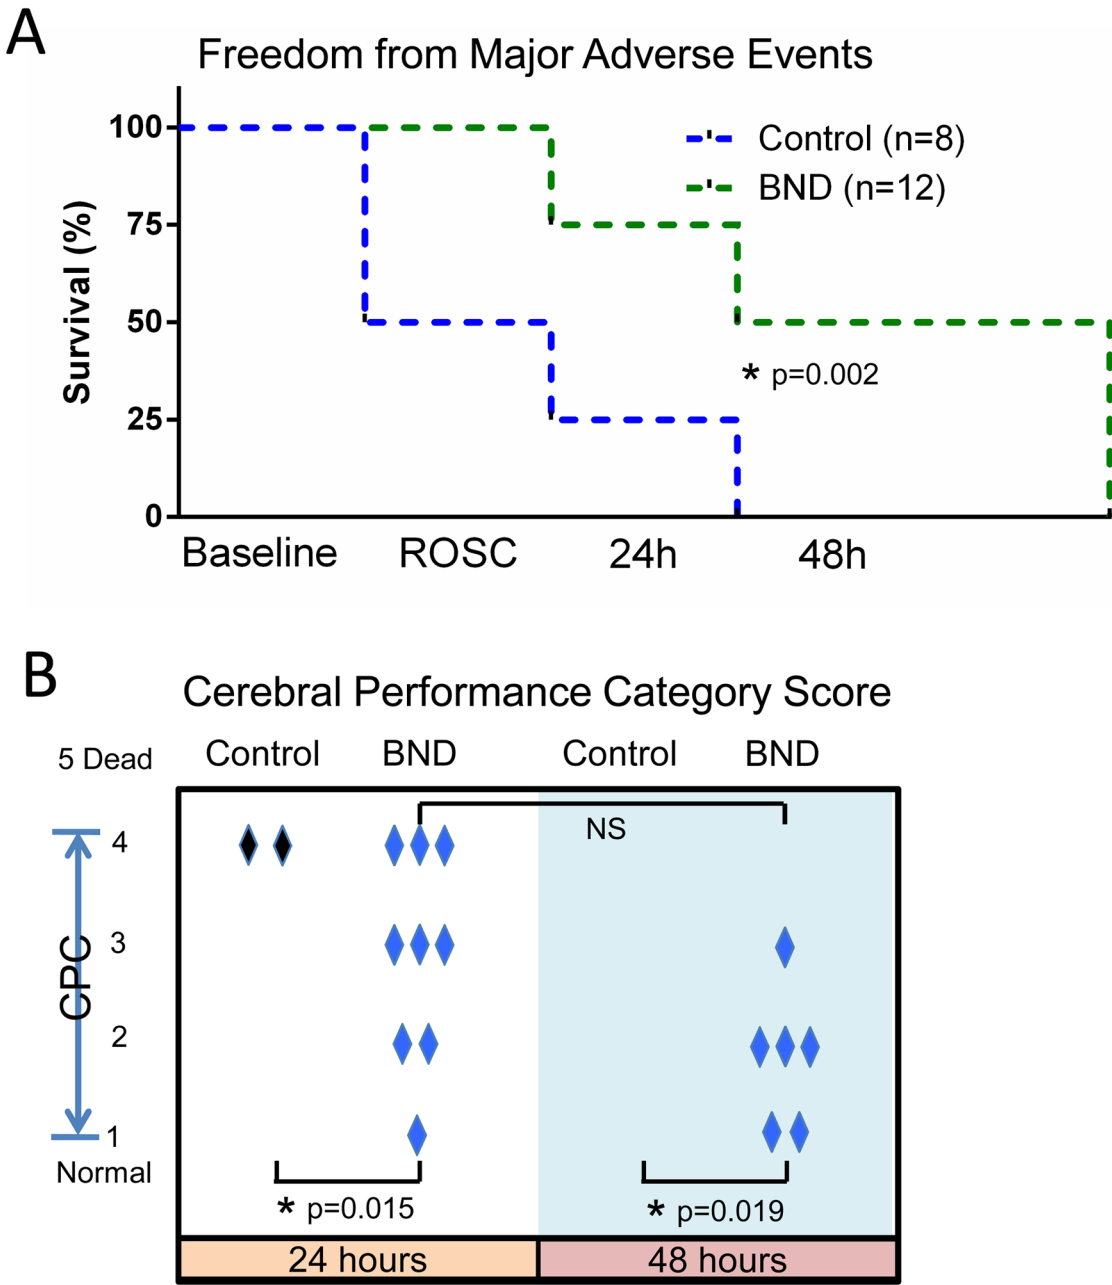 A
Freedom from Major Adverse Events
100
75
50
25
0
Survival (%)
Control (n=8)
BND (n=12)
* p=0.002
Baseline ROSC 24h 48h
B
Cerebral Performance Category Score
5 Dead Control BND Control BND
NS
4
3
2
1
CPC
Normal
* p=0.015 * p=0.019
24 hours 48 hours